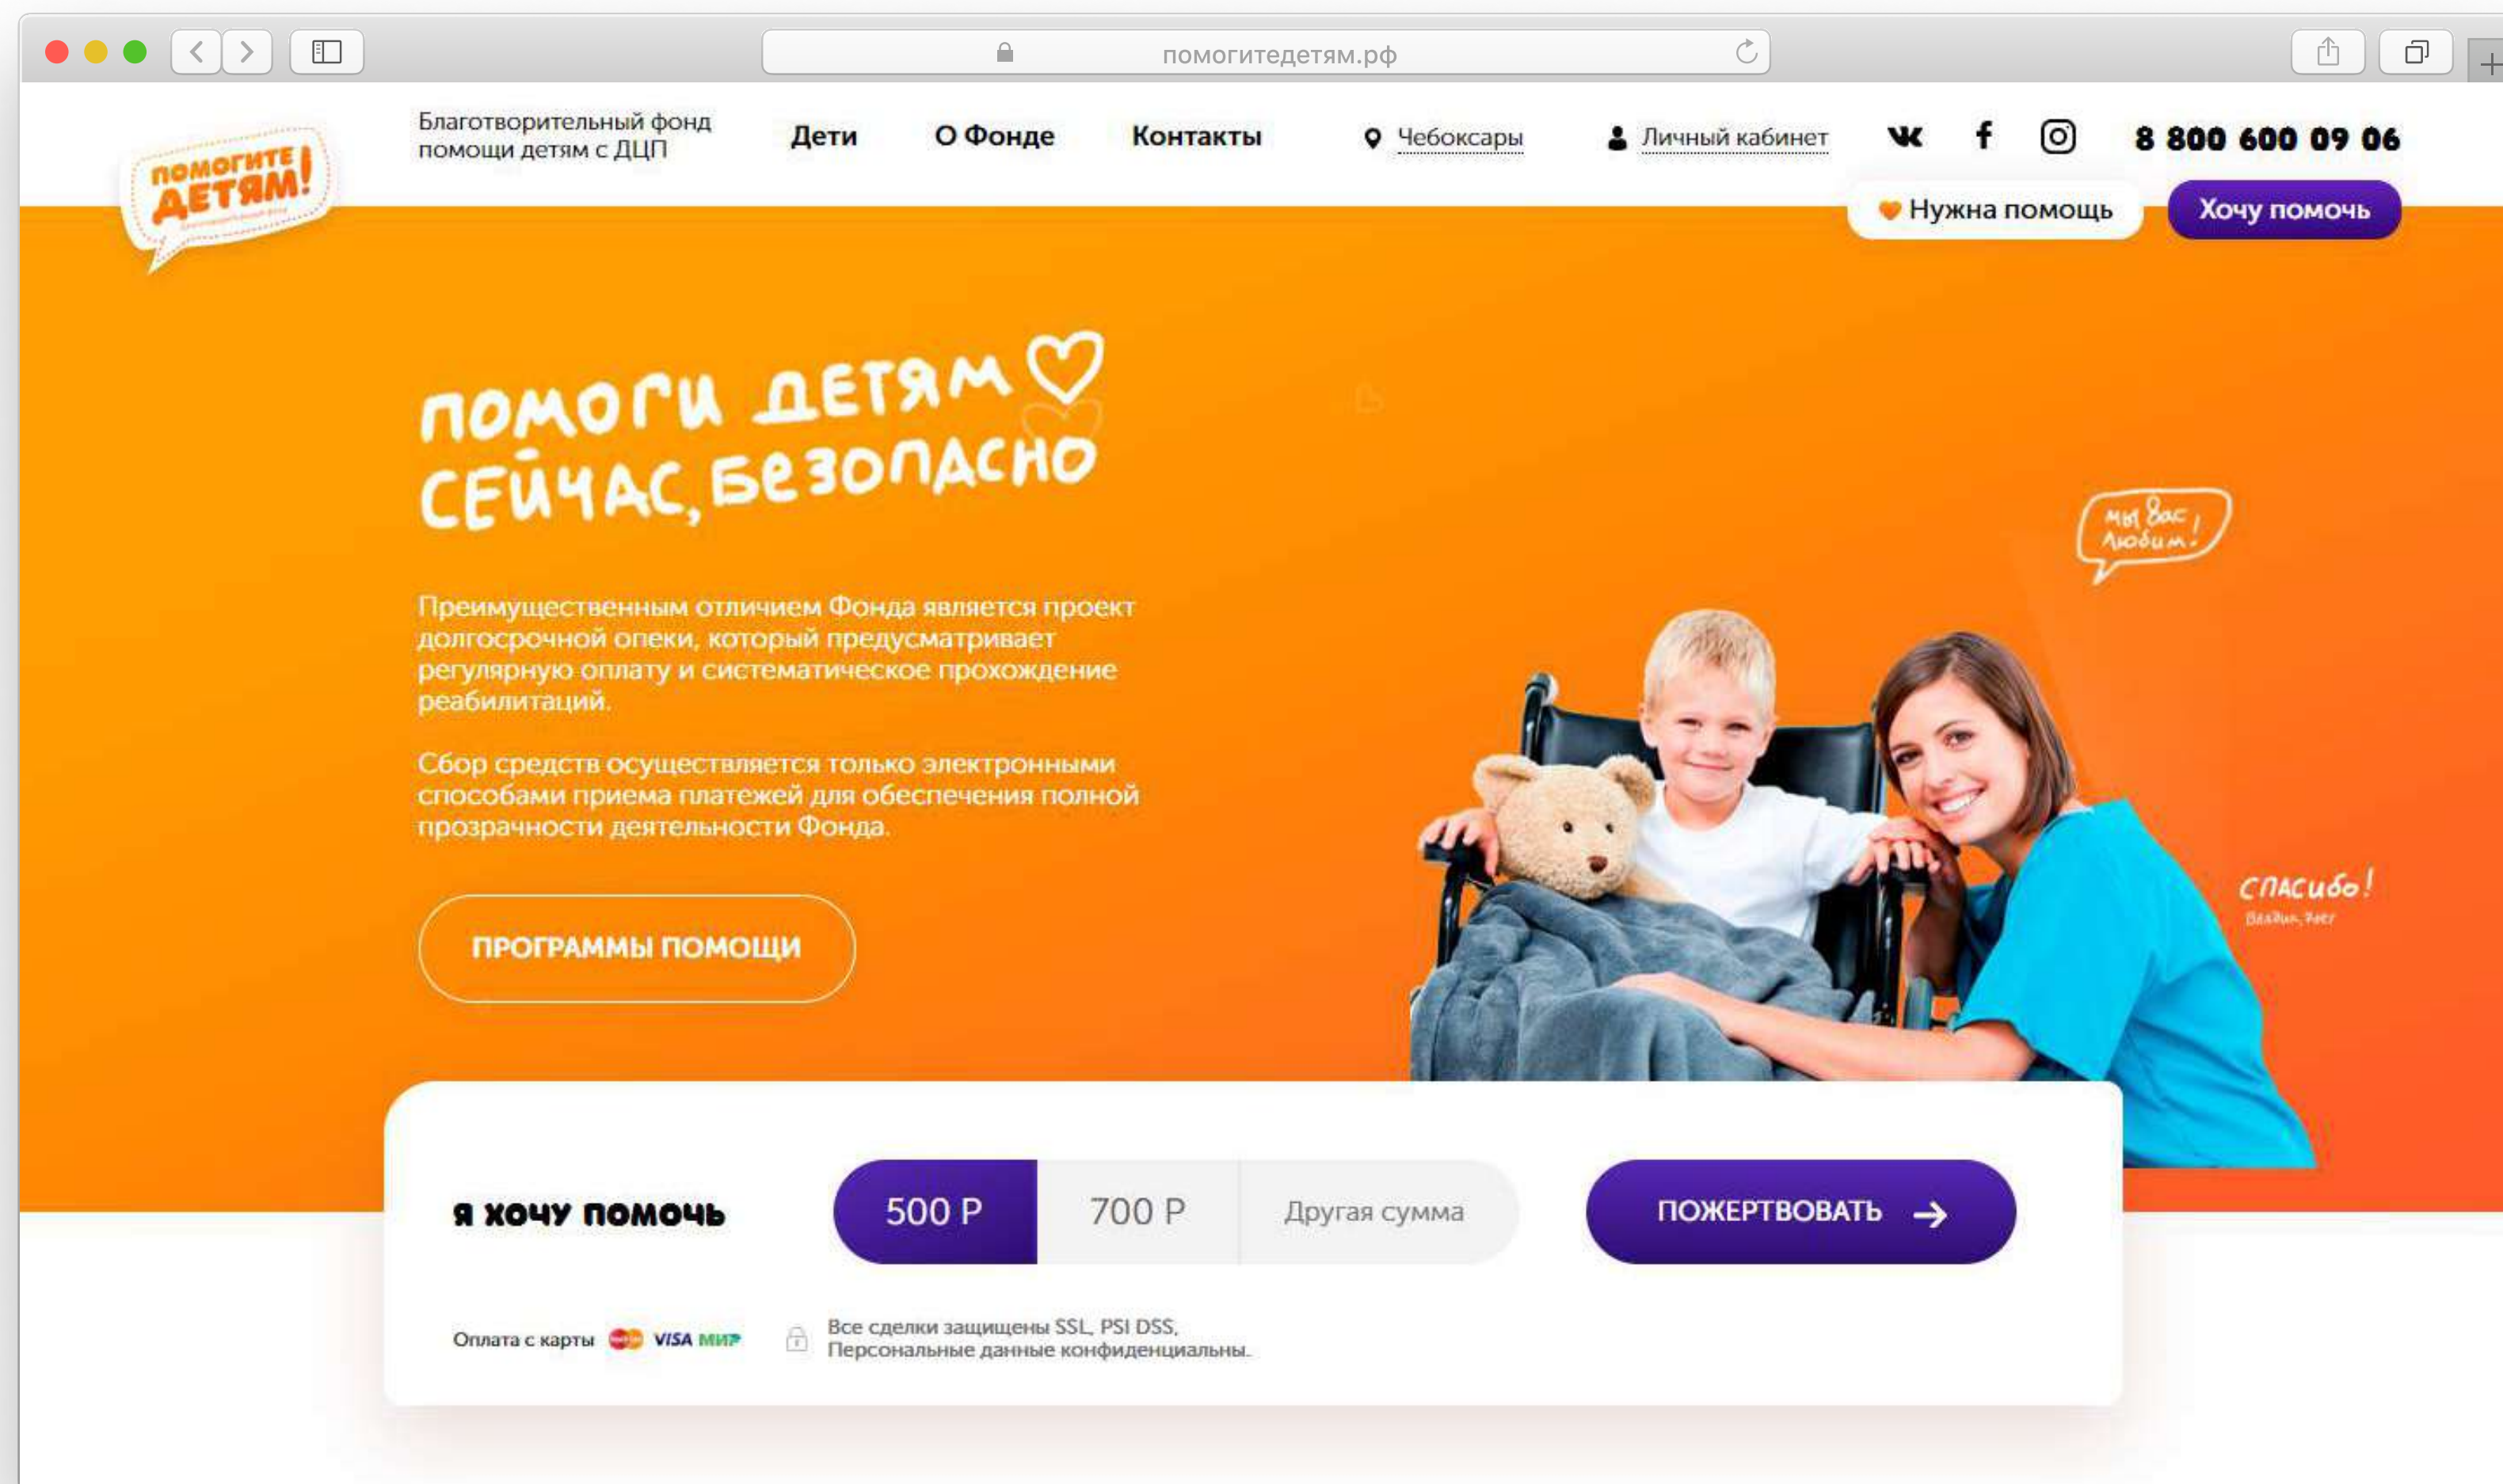 помогитедетям.рф
Благотворительный фонд
помощи детям с ДЦП
Дети
О Фонде
Контакты
Чебоксары
Личный кабинет
8 800 600 09 06
ПОМОГИТЕ
ДЕТЯМ!
Нужна помощь
Хочу помочь
ПОМОГИ ДЕТЯМ
СЕЙЧАС, БЕЗОПАСНО
мы вас
любим!
Преимущественным отличием Фонда является проект
долгосрочной опеки, который предусматривает
регулярную оплату и систематическое прохождение
реабилитаций.
Сбор средств осуществляется только электронными
способами приема платежей для обеспечения полной
прозрачности деятельности Фонда.
СПАСИбо!
ПРОГРАММЫ ПОМОЩИ
Я ХОЧУ ПОМОЧЬ
500 Р
700 Р
Другая сумма
ПОЖЕРТВОВАТЬ
Оплата с карты
VISA МИР
Все сделки защищены SSL, PSI DSS,
Персональные данные конфиденциальны.